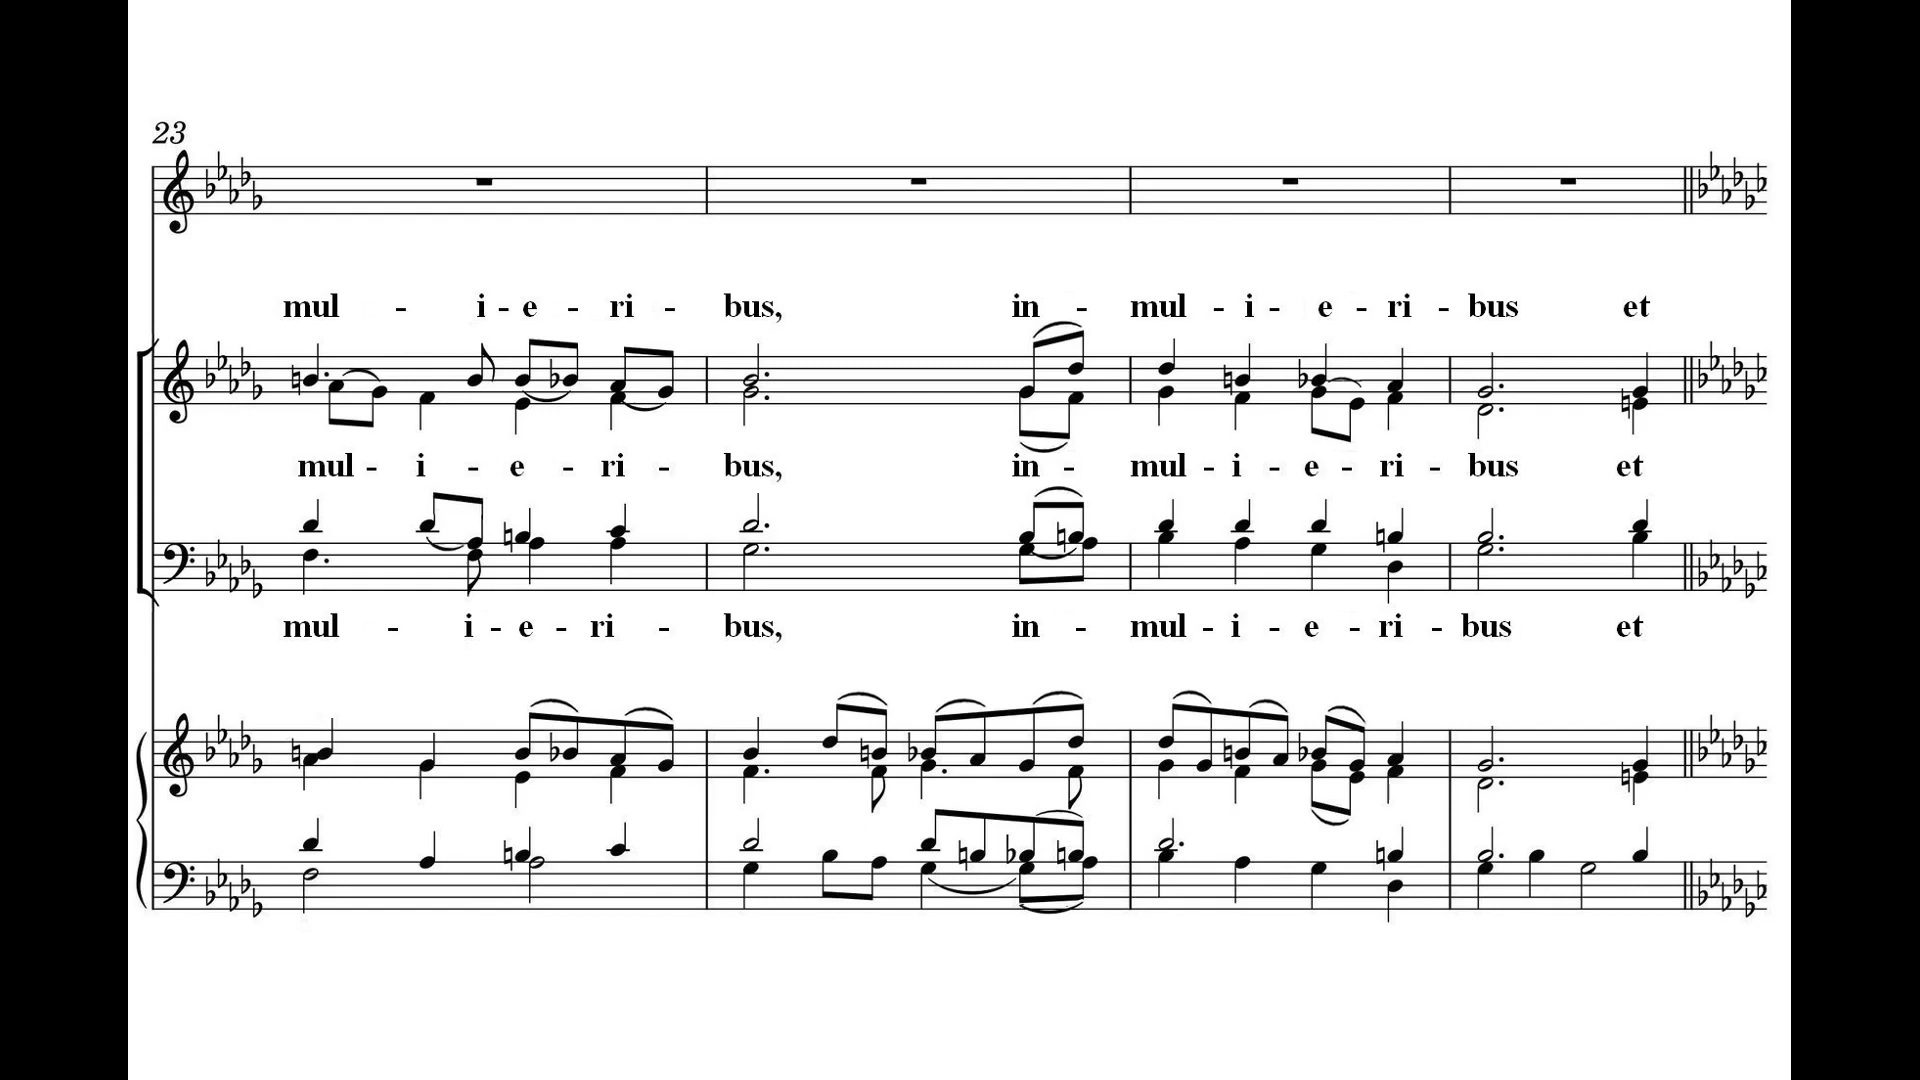 23
mul - i - e - ri - bus, in - mul - i - e - ri - bus et
mul - i - e - ri - bus, in - mul - i - e - ri - bus et
mul - i - e - ri - bus, in - mul - i - e - ri - bus et